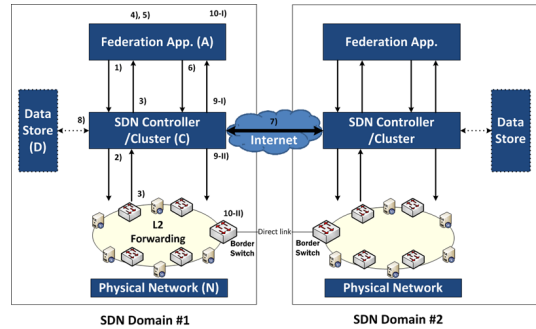 4), 5)
10-I)
Federation App. (A)
Federation App.
1)
6)
3)
9-I)
Data
Store
(D)
8)
SDN Controller
/Cluster (C)
7)
Internet
SDN Controller
/Cluster
Data
Store
2)
9-II)
3)
10-II)
L2
Forwarding
Border
Switch
Direct link
Border
Switch
Physical Network (N)
Physical Network
SDN Domain #1
SDN Domain #2